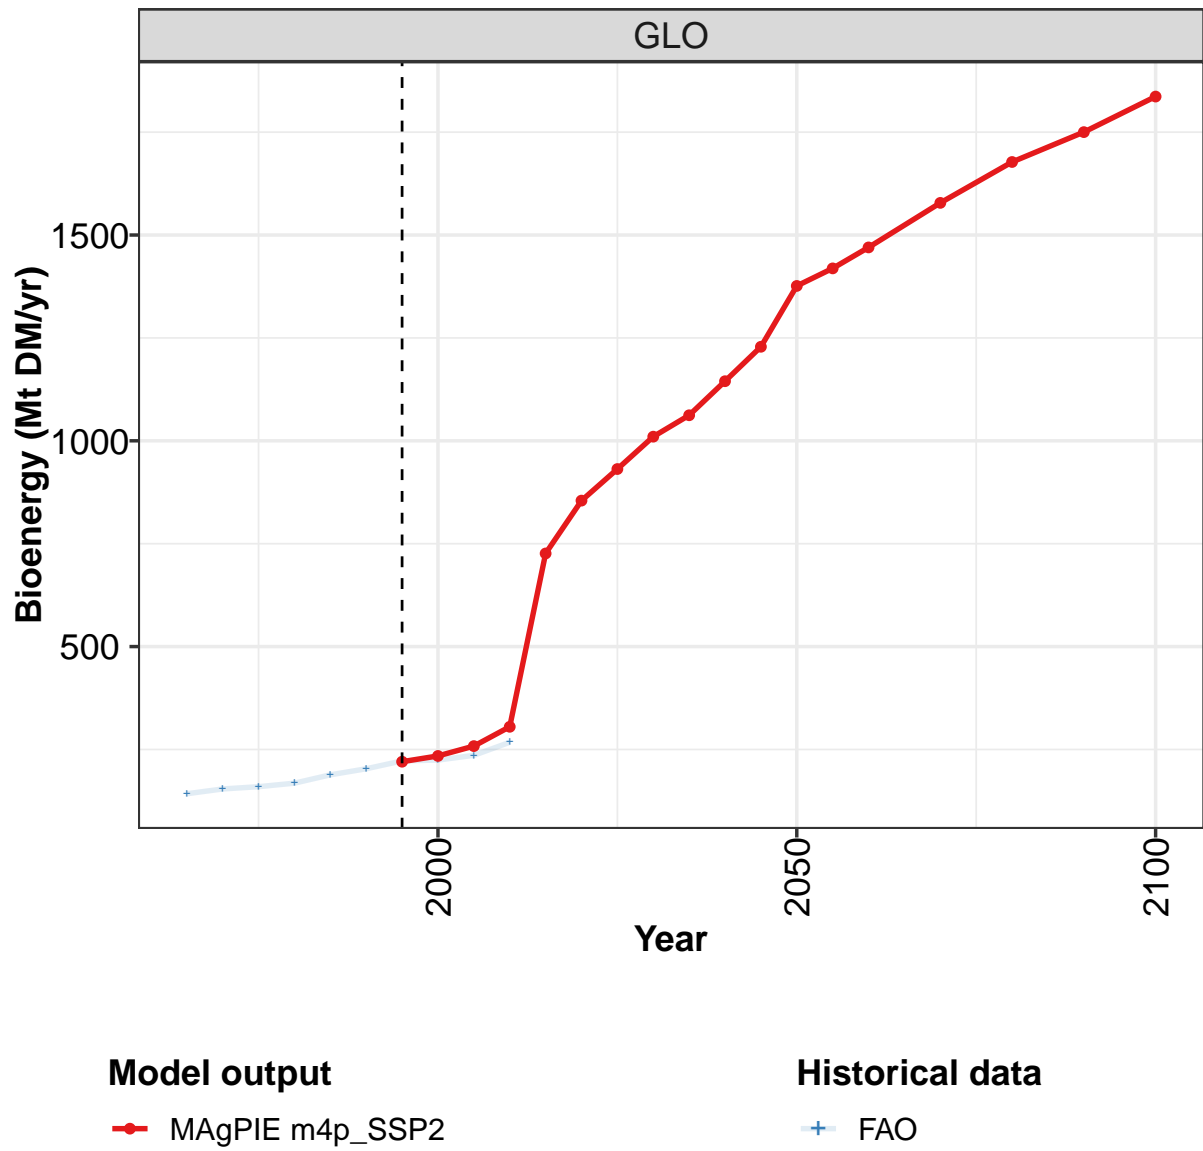 GLO
Bioenergy (Mt DM/yr)
1500
1000
500
2000
2050
2100
Year
Model output
Historical data
MAgPIE m4p_SSP2
FAO